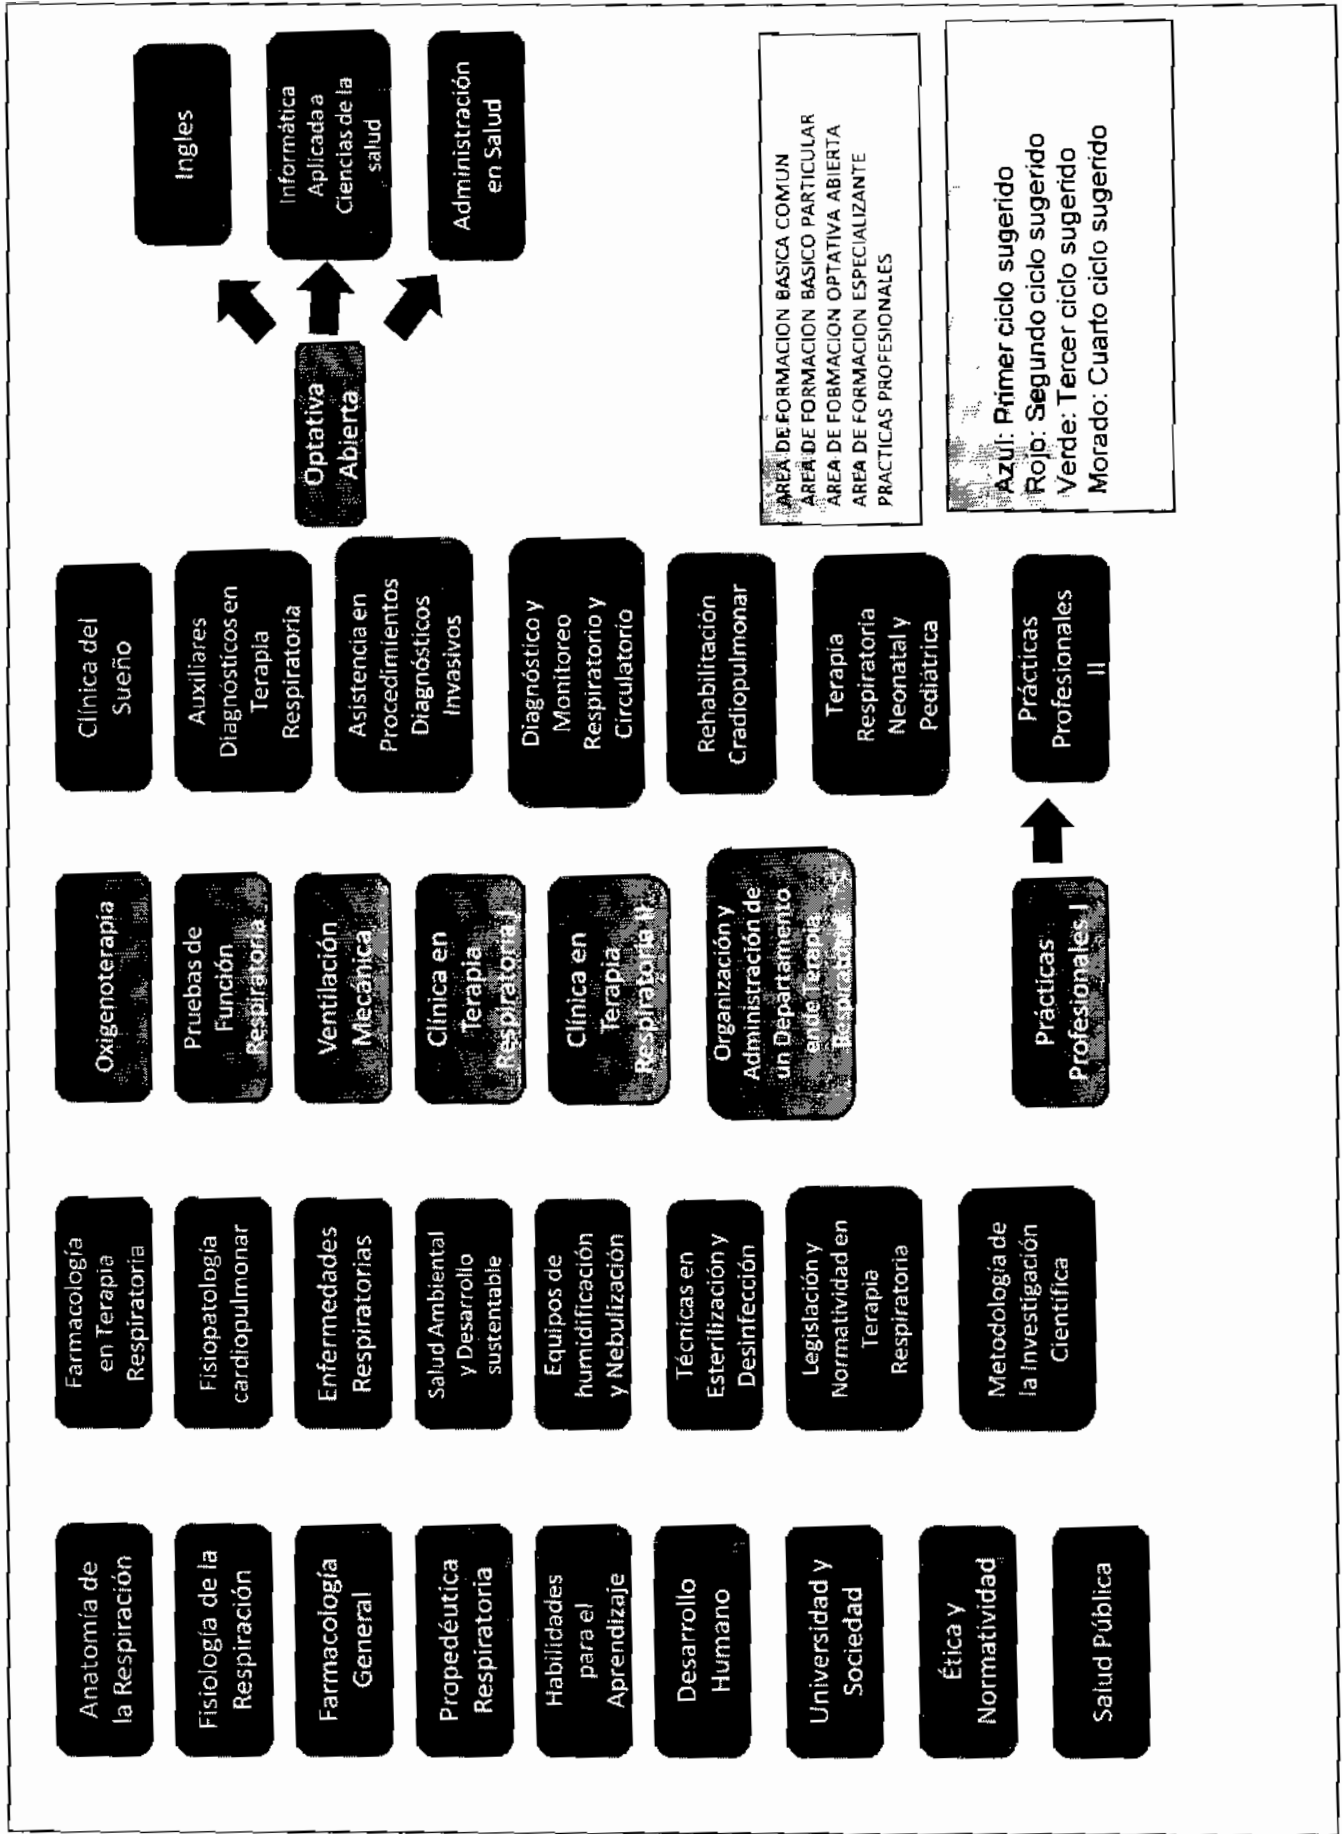 Anatomía de
la Respiración
Fisiología de la
Respiración
Farmacología
General
Propedéutica
Respiratoria
Habilidades
para el
Aprendizaje
Desarrollo
Humano
Universidad y
Sociedad
Ética y
Normatividad
Salud Pública
Farmacología
en Terapia
Respiratoria
Fisiopatología
cardiopulmonar
Enfermedades
Respiratorias
Salud Ambiental
y Desarrollo
sustentable
Equipos de
humidificación
y Nebulización
Técnicas en
Esterilización y
Desinfección
Legislación y
Normatividad en
Terapia
Respiratoria
Metodología de
la Investigación
Científica
Oxigenoterapía
Pruebas de
Función
Respiratoria
Ventilación
Mecánica
Clínica en
Terapia
Respiratoria I
Clínica en
Terapia
Respiratoria II
Organización y
Administración de
un Departamento
ende Terapia
Respiratoria
Prácticas
Profesionales I
Clínica del
Sueño
Auxiliares
Diagnósticos en
Terapia
Respiratoria
Asistencia en
Procedimientos
Diagnósticos
Invasivos
Diagnóstico y
Monitoreo
Respiratorio y
Circulatorio
Rehabilitación
Cradiopulmonar
Terapia
Respiratoria
Neonatal y
Pediátrica
Prácticas
Profesionales
II
Optativa
Abierta
Ingles
Informática
Aplicada a
Ciencias de la
salud
Administración
en Salud
AREA DE FORMACION BASICA COMUN
AREA DE FORMACION BASICO PARTICULAR
AREA DE FOBMACION OPTATIVA ABIERTA
AREA DE FORMACION ESPECIALIZANTE
PRACTICAS PROFESIONALES
Azul: Primer ciclo sugerido
Rojo: Segundo ciclo sugerido
Verde: Tercer ciclo sugerido
Morado: Cuarto ciclo sugerido